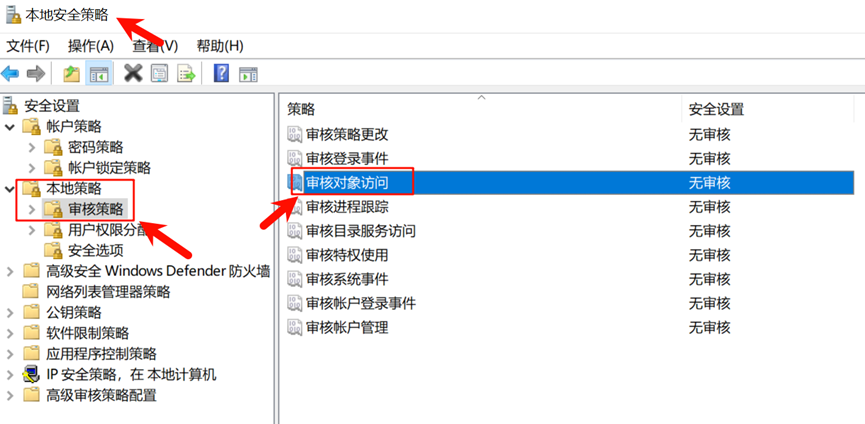 本地安全策略
文件(F) 操作(A) 查看(V) 帮助(H)
安全设置
帐户策略
密码策略
帐户锁定策略
本地策略
审核策略
用户权限分配
安全选项
高级安全 Windows Defender 防火墙
网络列表管理器策略
公钥策略
软件限制策略
应用程序控制策略
IP 安全策略，在 本地计算机
高级审核策略配置
策略 安全设置
审核策略更改 无审核
审核登录事件 无审核
审核对象访问 无审核
审核进程跟踪 无审核
审核目录服务访问 无审核
审核特权使用 无审核
审核系统事件 无审核
审核帐户登录事件 无审核
审核帐户管理 无审核